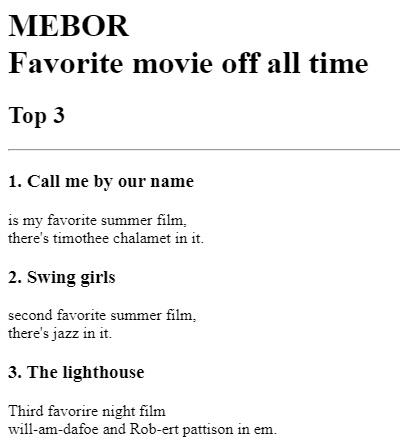 MEBOR
Favorite movie off all time
Top 3
1. Call me by our name
is my favorite summer film,
there's timothee chalamet in it.
2. Swing girls
second favorite summer film,
there's jazz in it.
3. The lighthouse
Third favorire night film
will-am-dafoe and Rob-ert pattison in em.